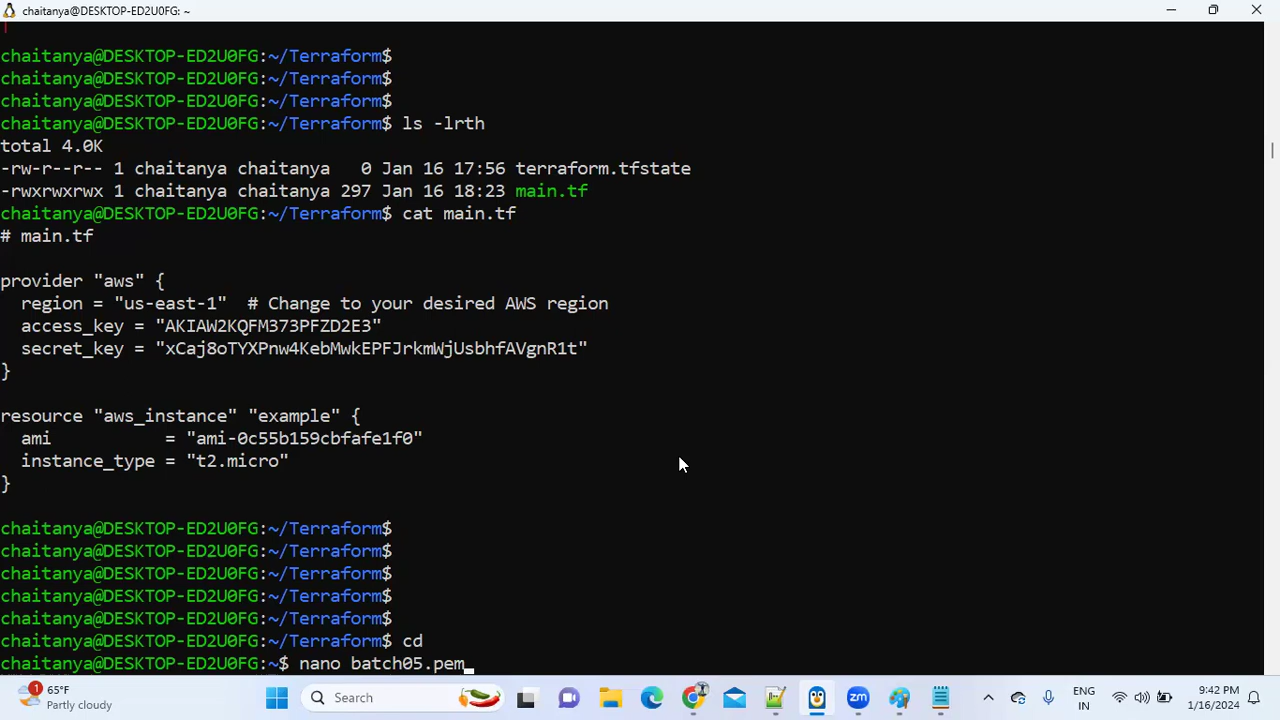 chaitanya@DESKTOP-ED2U0FG: ~
chaitanya@DESKTOP-ED2U0FG:~/Terraform$
chaitanya@DESKTOP-ED2U0FG:~/Terraform$
chaitanya@DESKTOP-ED2U0FG:~/Terraform$
chaitanya@DESKTOP-ED2U0FG:~/Terraform$ ls -lrth
total 4.0K
-rw-r--r-- 1 chaitanya chaitanya   0 Jan 16 17:56 terraform.tfstate
-rwxrwxrwx 1 chaitanya chaitanya 297 Jan 16 18:23 main.tf
chaitanya@DESKTOP-ED2U0FG:~/Terraform$ cat main.tf
# main.tf
provider "aws" {
  region = "us-east-1"  # Change to your desired AWS region
  access_key = "AKIAW2KQFM373PFZD2E3"
  secret_key = "xCaj8oTYXPnw4KebMwkEPFJrkmWjUsbhfAVgnR1t"
}
resource "aws_instance" "example" {
  ami           = "ami-0c55b159cbfafe1f0"
  instance_type = "t2.micro"
}
chaitanya@DESKTOP-ED2U0FG:~/Terraform$
chaitanya@DESKTOP-ED2U0FG:~/Terraform$
chaitanya@DESKTOP-ED2U0FG:~/Terraform$
chaitanya@DESKTOP-ED2U0FG:~/Terraform$
chaitanya@DESKTOP-ED2U0FG:~/Terraform$
chaitanya@DESKTOP-ED2U0FG:~/Terraform$ cd
chaitanya@DESKTOP-ED2U0FG:~$ nano batch05.pem
1
65°F
Partly cloudy
Search
zm
ENG
IN
9:42 PM
1/16/2024